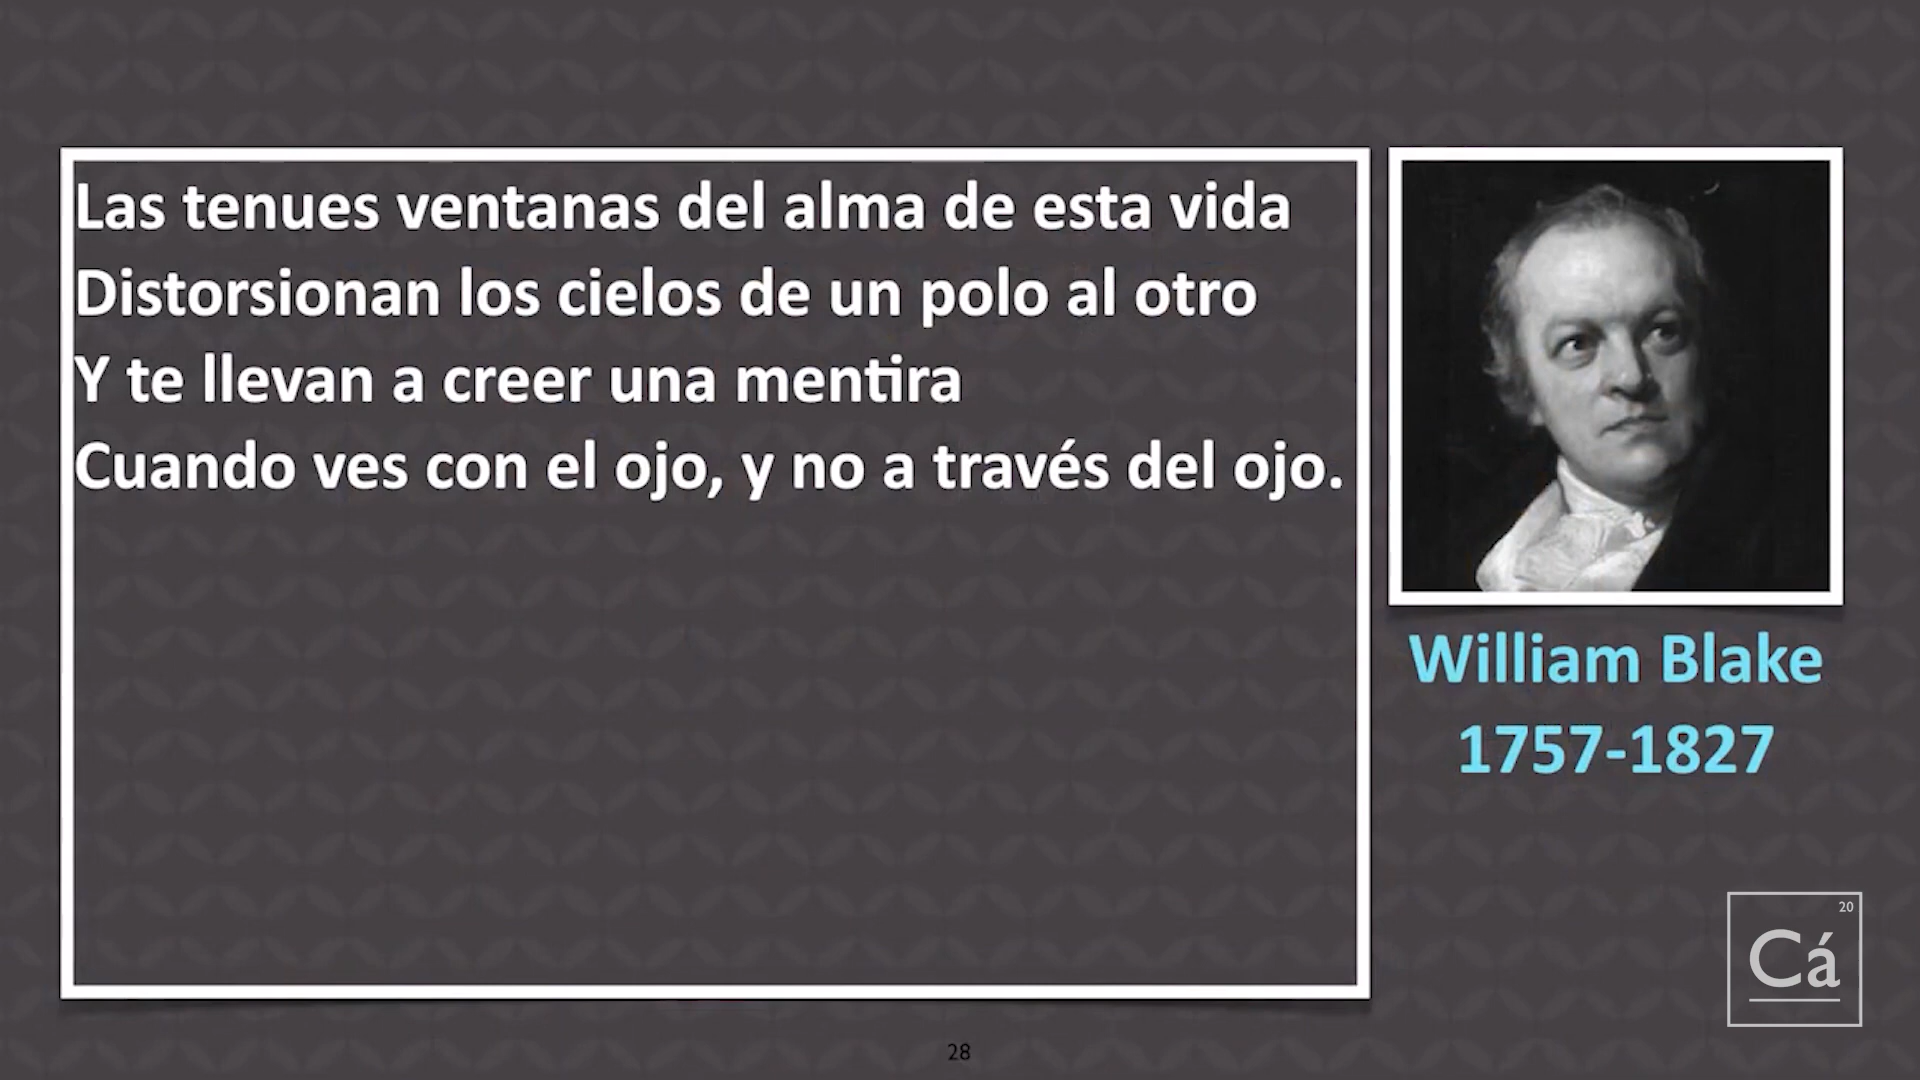 Las tenues ventanas del alma de esta vida
Distorsionan los cielos de un polo al otro
Y te llevan a creer una mentira
Cuando ves con el ojo, y no a través del ojo.
William Blake
1757-1827
20
Cá
28